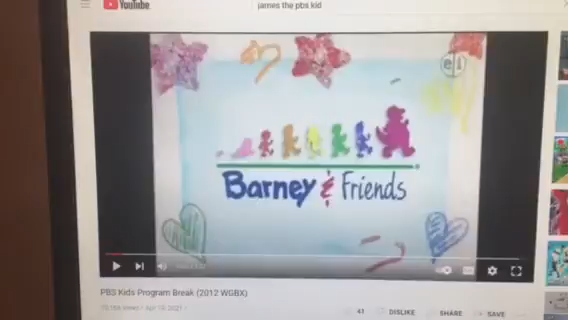 YouTube
james the pbs kid
e/i
Barney & Friends
PBS Kids Program Break (2012 WGBX)
41 DISLIKE SHARE SAVE